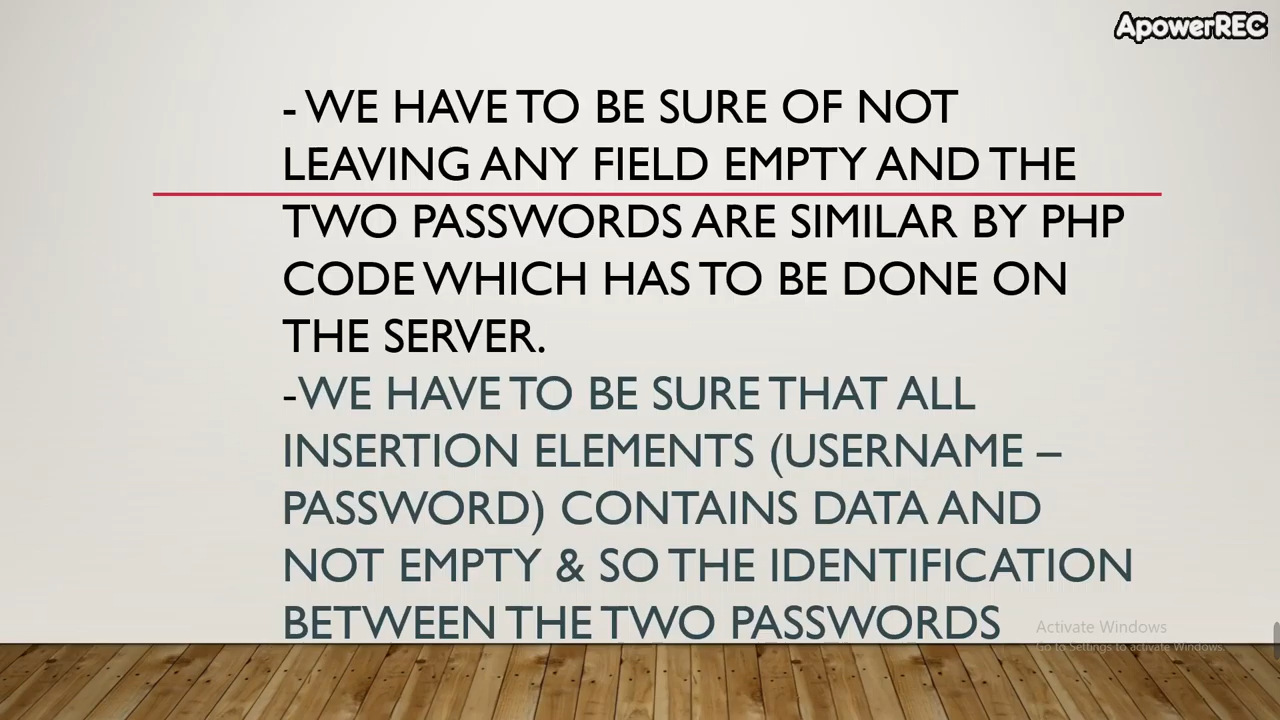 ApowerREC
- WE HAVE TO BE SURE OF NOT
LEAVING ANY FIELD EMPTY AND THE
TWO PASSWORDS ARE SIMILAR BY PHP
CODE WHICH HAS TO BE DONE ON
THE SERVER.
-WE HAVE TO BE SURE THAT ALL
INSERTION ELEMENTS (USERNAME –
PASSWORD) CONTAINS DATA AND
NOT EMPTY & SO THE IDENTIFICATION
BETWEEN THE TWO PASSWORDS
Activate Windows
Go to Settings to activate Windows.